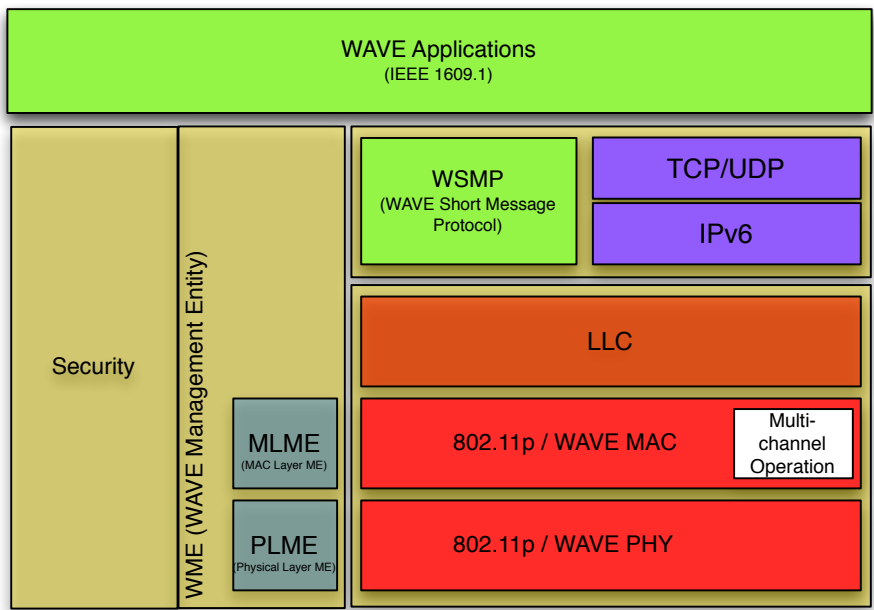 WAVE Applications
(IEEE 1609.1)
Security
WME (WAVE Management Entity)
MLME
(MAC Layer ME)
PLME
(Physical Layer ME)
WSMP
(WAVE Short Message
Protocol)
TCP/UDP
IPv6
LLC
802.11p / WAVE MAC
Multi-
channel
Operation
802.11p / WAVE PHY